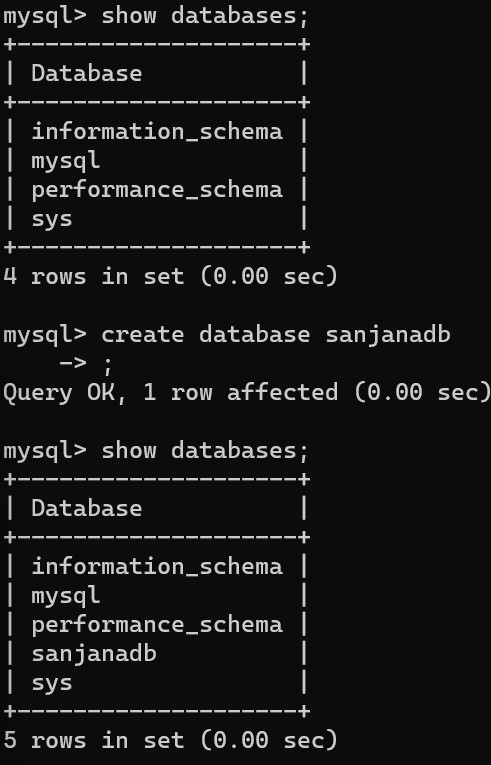 mysql> show databases;
+--------------------+
| Database           |
+--------------------+
| information_schema |
| mysql              |
| performance_schema |
| sys                |
+--------------------+
4 rows in set (0.00 sec)

mysql> create database sanjanadb
    -> ;
Query OK, 1 row affected (0.00 sec)

mysql> show databases;
+--------------------+
| Database           |
+--------------------+
| information_schema |
| mysql              |
| performance_schema |
| sanjanadb          |
| sys                |
+--------------------+
5 rows in set (0.00 sec)